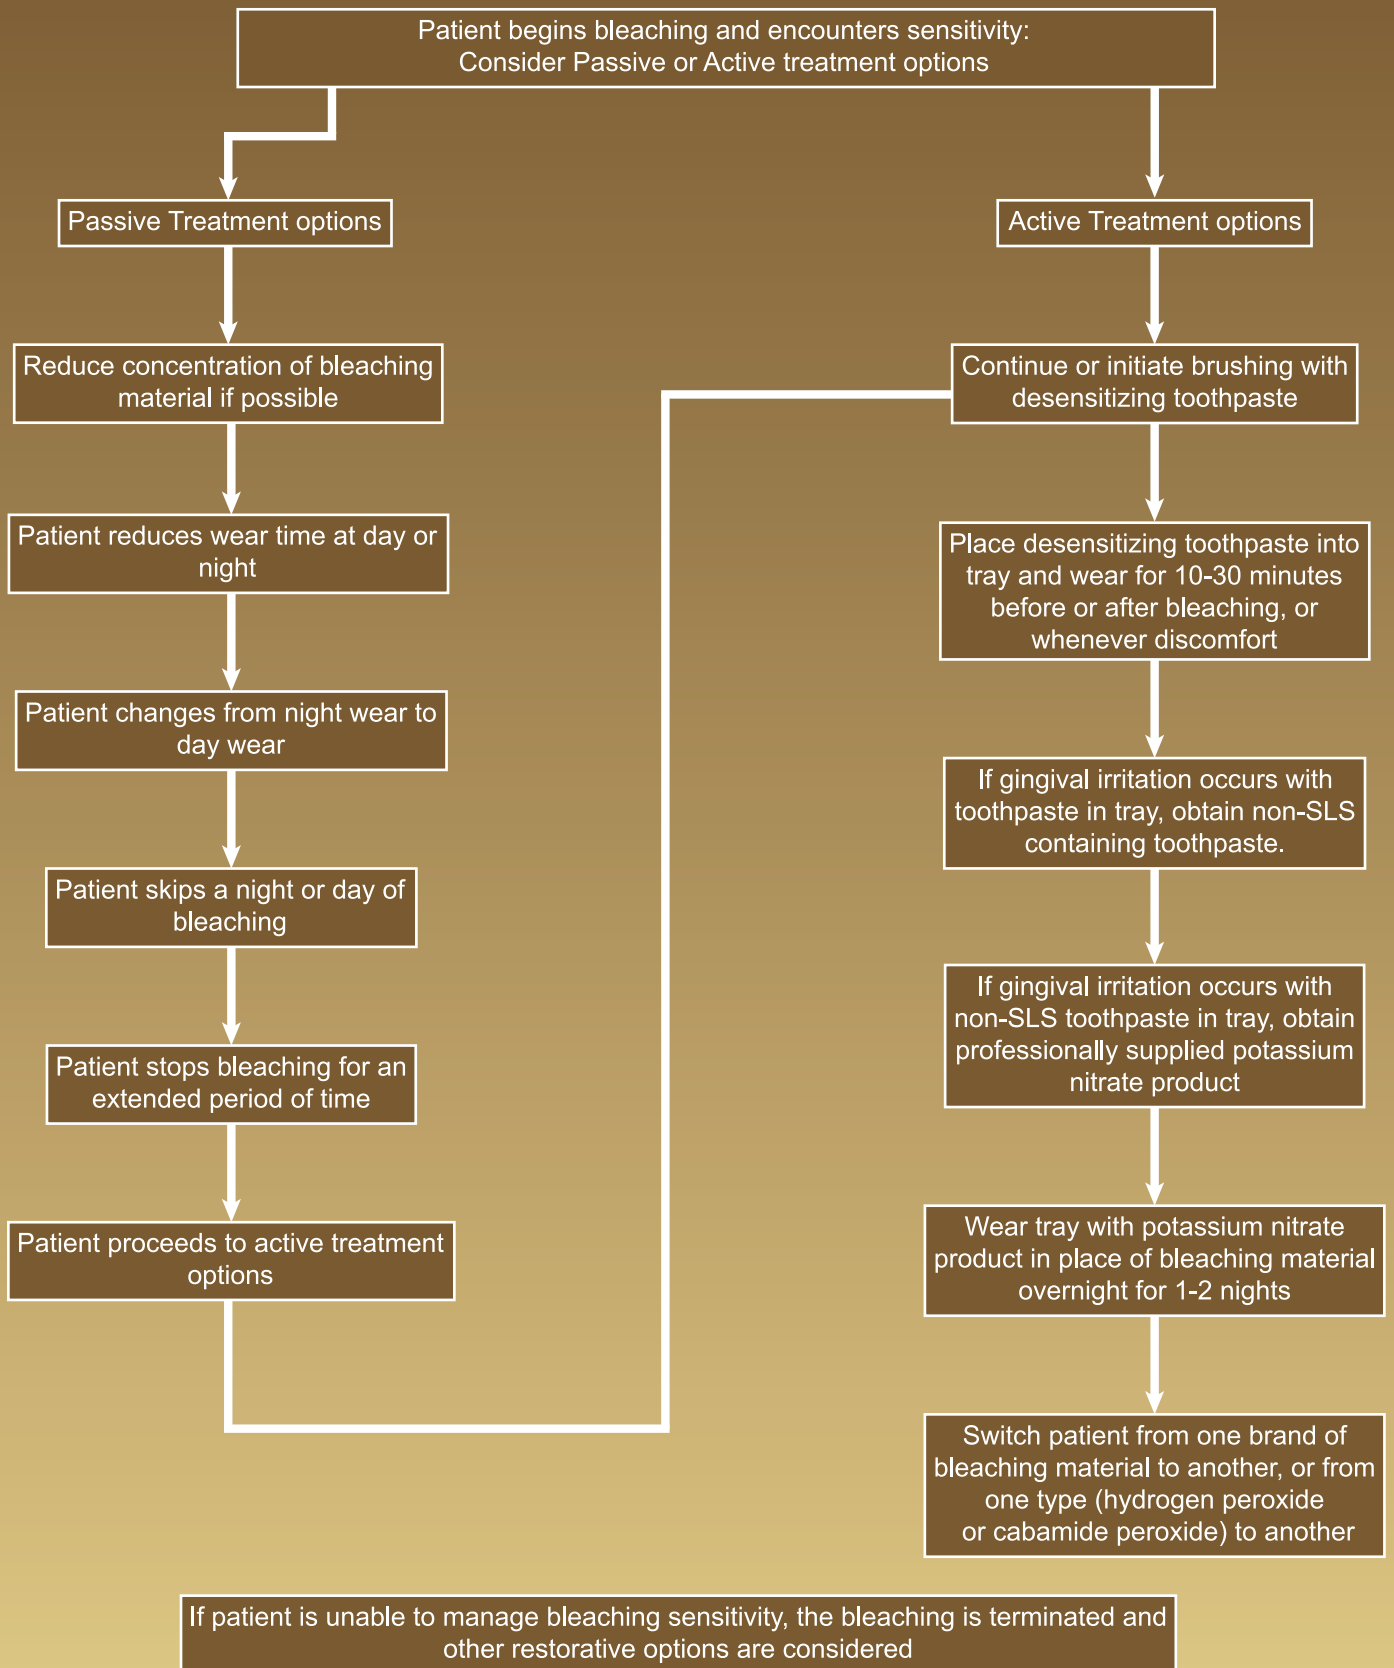 Patient begins bleaching and encounters sensitivity:
Consider Passive or Active treatment options
Passive Treatment options
Reduce concentration of bleaching
material if possible
Patient reduces wear time at day or
night
Patient changes from night wear to
day wear
Patient skips a night or day of
bleaching
Patient stops bleaching for an
extended period of time
Patient proceeds to active treatment
options
Active Treatment options
Continue or initiate brushing with
desensitizing toothpaste
Place desensitizing toothpaste into
tray and wear for 10-30 minutes
before or after bleaching, or
whenever discomfort
If gingival irritation occurs with
toothpaste in tray, obtain non-SLS
containing toothpaste.
If gingival irritation occurs with
non-SLS toothpaste in tray, obtain
professionally supplied potassium
nitrate product
Wear tray with potassium nitrate
product in place of bleaching material
overnight for 1-2 nights
Switch patient from one brand of
bleaching material to another, or from
one type (hydrogen peroxide
or cabamide peroxide) to another
If patient is unable to manage bleaching sensitivity, the bleaching is terminated and
other restorative options are considered